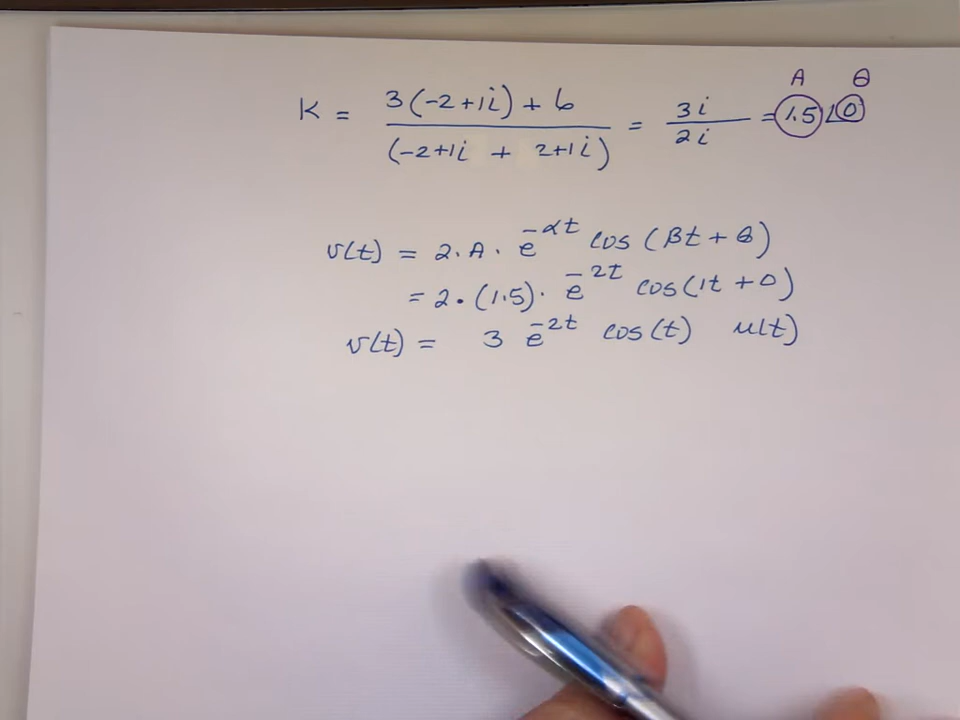 A θ
K = 3(-2+1i) + 6 / (-2+1i + 2+1i) = 3i / 2i = 1.5∠0
v(t) = 2·A· e^-αt cos(βt + θ)
= 2·(1.5)· e^-2t cos(1t + 0)
v(t) = 3 e^-2t cos(t) u(t)